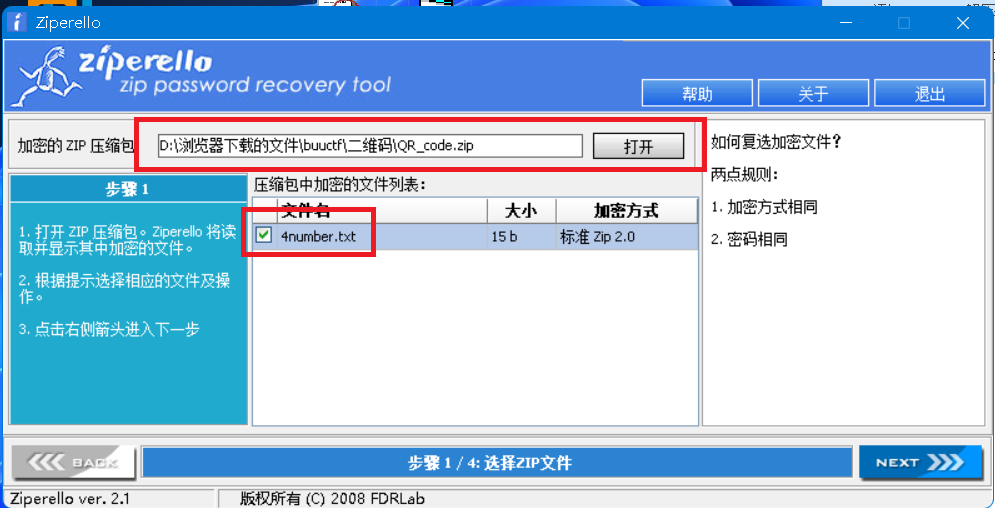 Ziperello
ziperello
zip password recovery tool
帮助
关于
退出
加密的 ZIP 压缩包
D:\浏览器下载的文件\buuctf\二维码\QR_code.zip
打开
如何复选加密文件?
两点规则:
1. 加密方式相同
2. 密码相同
步骤 1
1. 打开 ZIP 压缩包。Ziperello 将读
取并显示其中加密的文件。
2. 根据提示选择相应的文件及操
作。
3. 点击右侧箭头进入下一步
压缩包中加密的文件列表:
文件名
大小
加密方式
4number.txt
15 b
标准 Zip 2.0
BACK
步骤 1 / 4: 选择ZIP文件
NEXT
Ziperello ver. 2.1
版权所有 (C) 2008 FDRLab